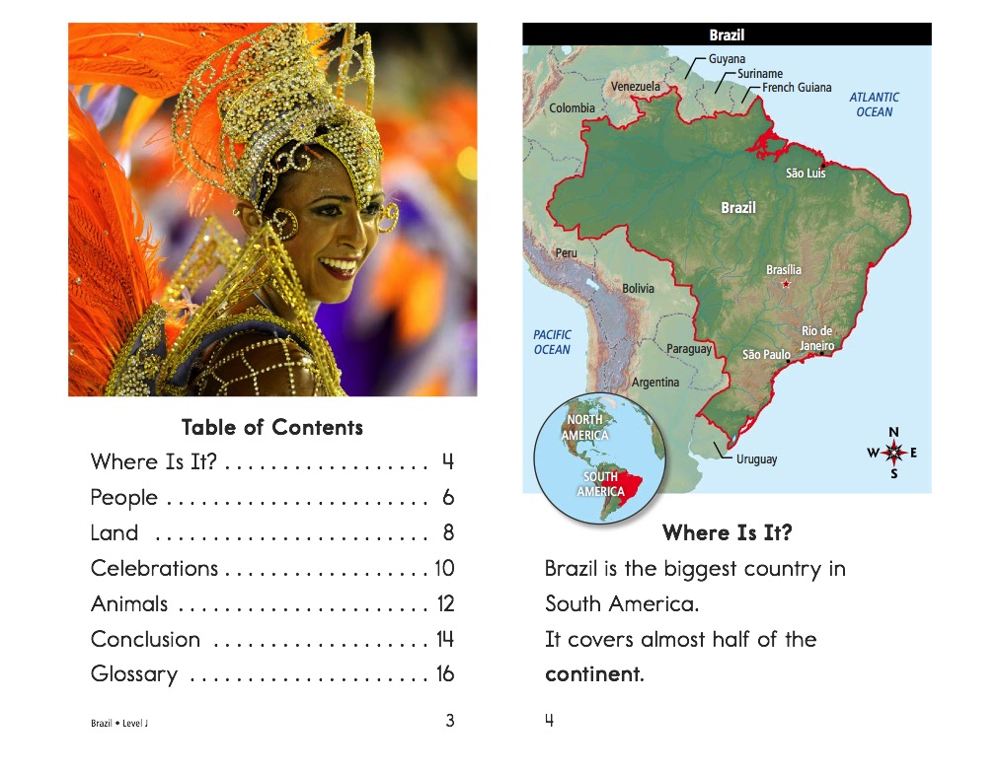 Table of Contents
Where Is It? . . . . . . . . . . . . . . . . . . 4
People . . . . . . . . . . . . . . . . . . . . . . . 6
Land . . . . . . . . . . . . . . . . . . . . . . . . 8
Celebrations . . . . . . . . . . . . . . . . . . 10
Animals . . . . . . . . . . . . . . . . . . . . . . 12
Conclusion . . . . . . . . . . . . . . . . . . . 14
Glossary . . . . . . . . . . . . . . . . . . . . . 16
Brazil • Level J
3
Brazil
Guyana
Suriname
French Guiana
Venezuela
Colombia
ATLANTIC
OCEAN
São Luis
Brazil
Peru
Brasília
Bolivia
PACIFIC
OCEAN
Rio de
Janeiro
São Paulo
Paraguay
Argentina
NORTH
AMERICA
SOUTH
AMERICA
Uruguay
N
W E
S
Where Is It?
Brazil is the biggest country in
South America.
It covers almost half of the
continent.
4